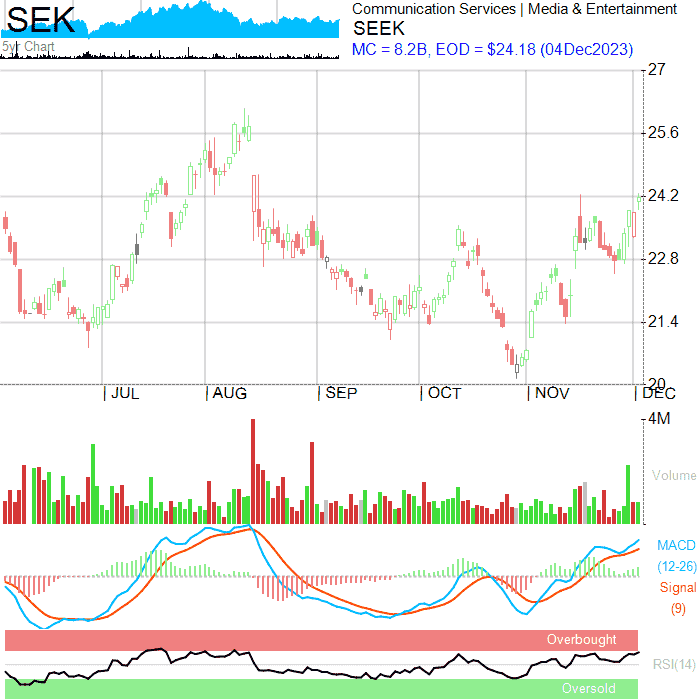 SEK
5yr Chart
Communication Services | Media & Entertainment
SEEK
MC = 8.2B, EOD = $24.18 (04Dec2023)
27
25.6
24.2
22.8
21.4
20
| JUL | AUG | SEP | OCT | NOV | DEC
4M
Volume
MACD
(12-26)
Signal
(9)
Overbought
RSI(14)
Oversold